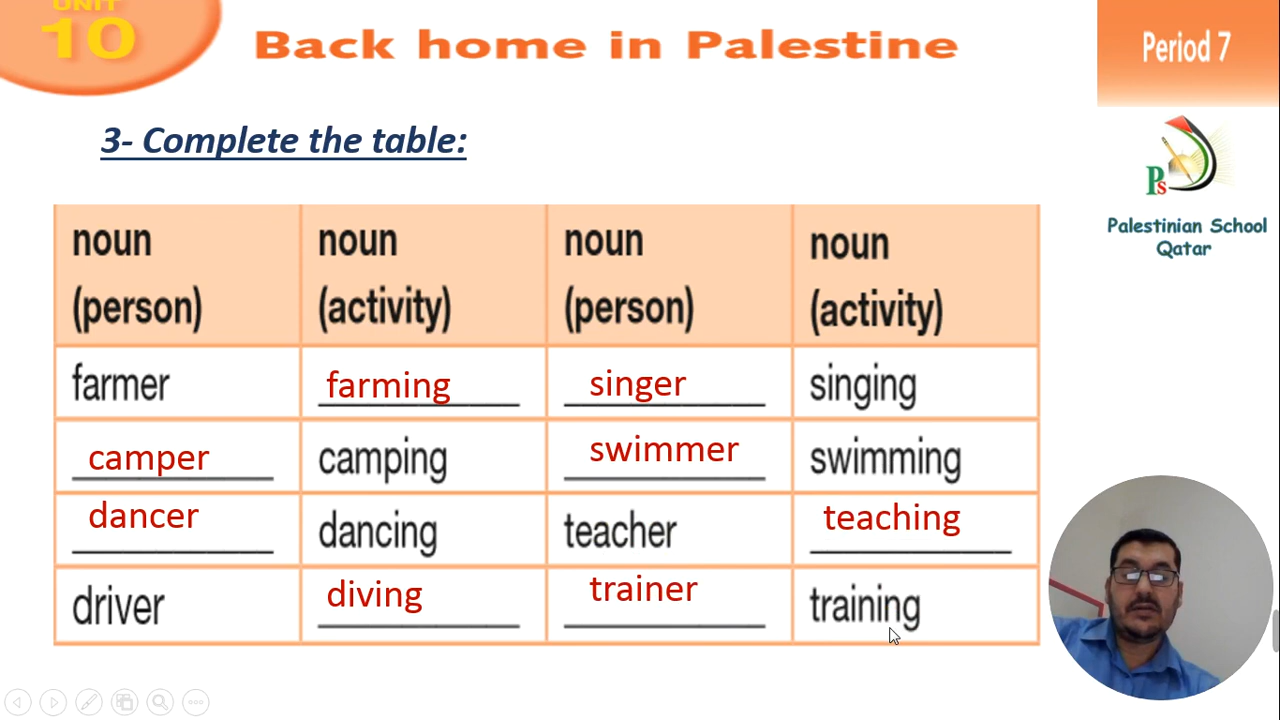 UNIT
10
Back home in Palestine
Period 7
3- Complete the table:
Ps
Palestinian School
Qatar
noun (person) noun (activity) noun (person) noun (activity)
farmer farming singer singing
camper camping swimmer swimming
dancer dancing teacher teaching
driver diving trainer training